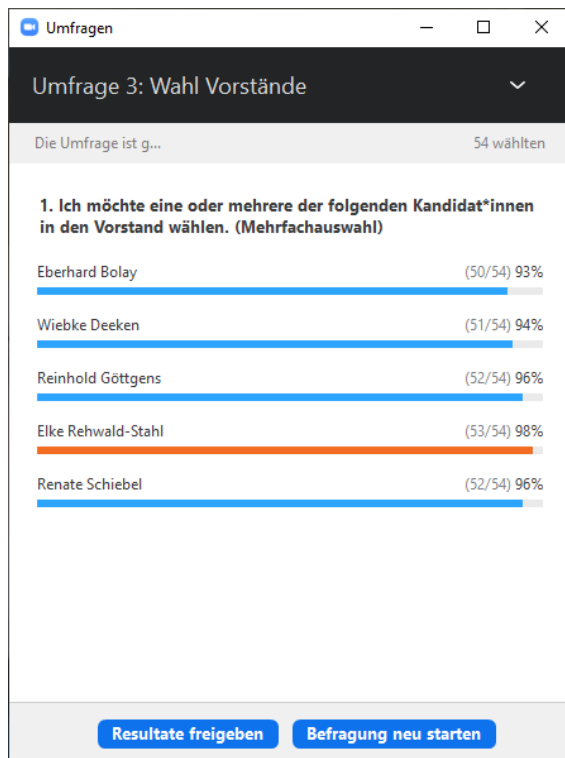 Umfragen
Umfrage 3: Wahl Vorstände
Die Umfrage ist g... 54 wählten
1. Ich möchte eine oder mehrere der folgenden Kandidat*innen
in den Vorstand wählen. (Mehrfachauswahl)
Eberhard Bolay (50/54) 93%
Wiebke Deeken (51/54) 94%
Reinhold Göttgens (52/54) 96%
Elke Rehwald-Stahl (53/54) 98%
Renate Schiebel (52/54) 96%
Resultate freigeben Befragung neu starten